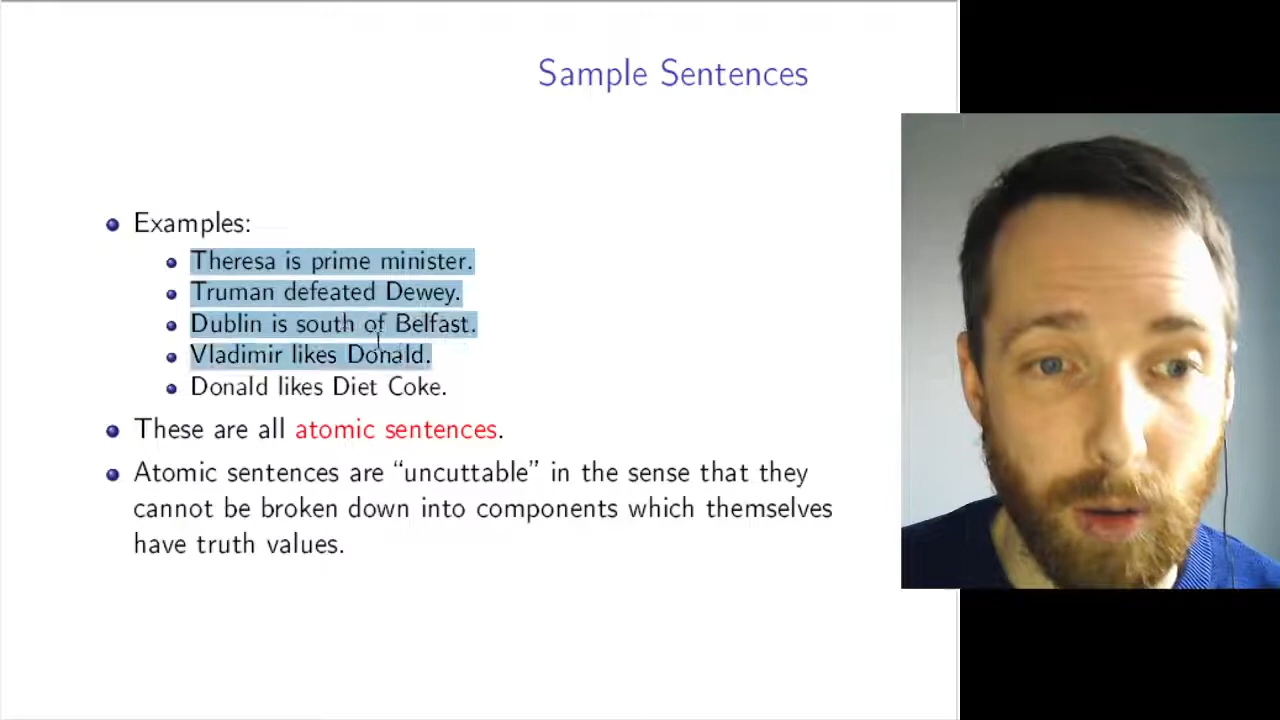 Sample Sentences
Examples:
Theresa is prime minister.
Truman defeated Dewey.
Dublin is south of Belfast.
Vladimir likes Donald.
Donald likes Diet Coke.
These are all atomic sentences.
Atomic sentences are “uncuttable” in the sense that they
cannot be broken down into components which themselves
have truth values.